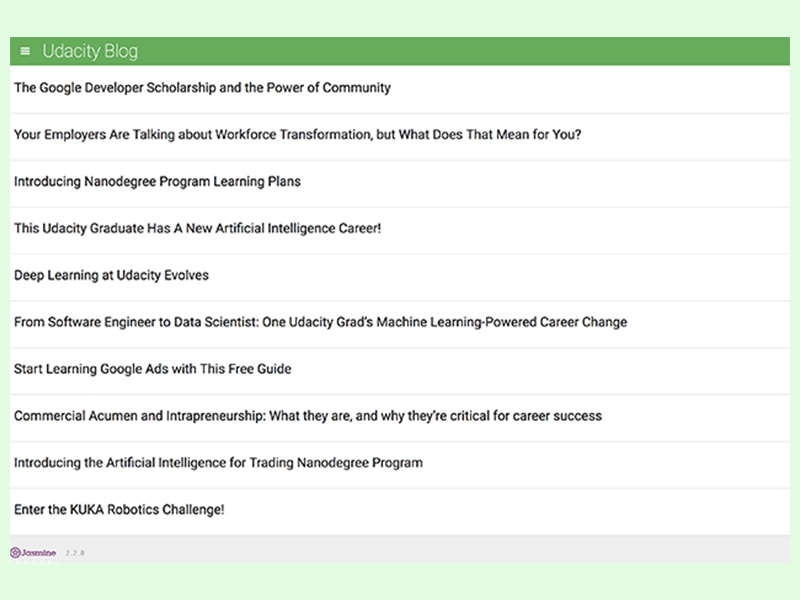 Udacity Blog
The Google Developer Scholarship and the Power of Community
Your Employers Are Talking about Workforce Transformation, but What Does That Mean for You?
Introducing Nanodegree Program Learning Plans
This Udacity Graduate Has A New Artificial Intelligence Career!
Deep Learning at Udacity Evolves
From Software Engineer to Data Scientist: One Udacity Grad’s Machine Learning-Powered Career Change
Start Learning Google Ads with This Free Guide
Commercial Acumen and Intrapreneurship: What they are, and why they’re critical for career success
Introducing the Artificial Intelligence for Trading Nanodegree Program
Enter the KUKA Robotics Challenge!
Jasmine 2.2.0